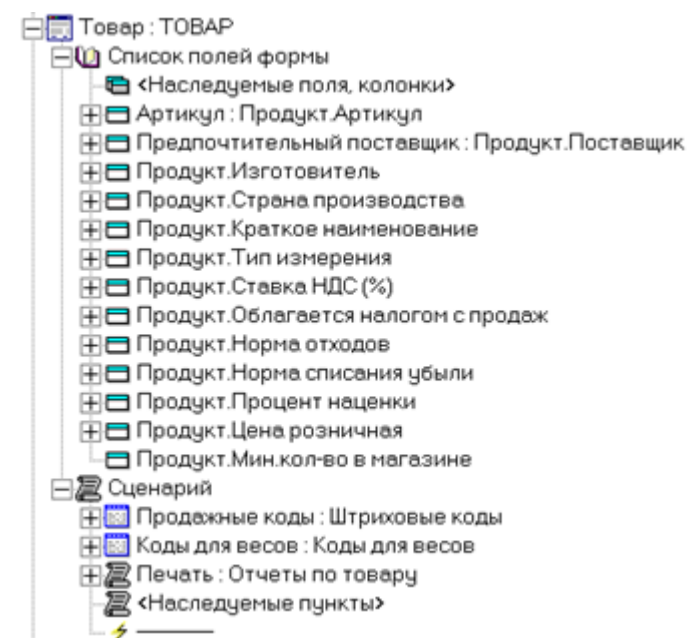 Товар : ТОВАР
Список полей формы
<Наследуемые поля, колонки>
Артикул : Продукт.Артикул
Предпочтительный поставщик : Продукт.Поставщик
Продукт.Изготовитель
Продукт.Страна производства
Продукт.Краткое наименование
Продукт.Тип измерения
Продукт.Ставка НДС (%)
Продукт.Облагается налогом с продаж
Продукт.Норма отходов
Продукт.Норма списания убыли
Продукт.Процент наценки
Продукт.Цена розничная
Продукт.Мин.кол-во в магазине
Сценарий
Продажные коды : Штриховые коды
Коды для весов : Коды для весов
Печать : Отчеты по товару
<Наследуемые пункты>